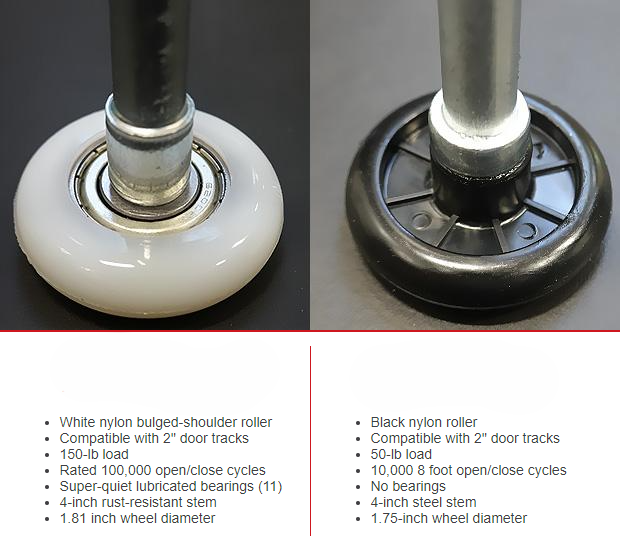 White nylon bulged-shoulder roller
Compatible with 2" door tracks
150-lb load
Rated 100,000 open/close cycles
Super-quiet lubricated bearings (11)
4-inch rust-resistant stem
1.81 inch wheel diameter
Black nylon roller
Compatible with 2" door tracks
50-lb load
10,000 8 foot open/close cycles
No bearings
4-inch steel stem
1.75-inch wheel diameter